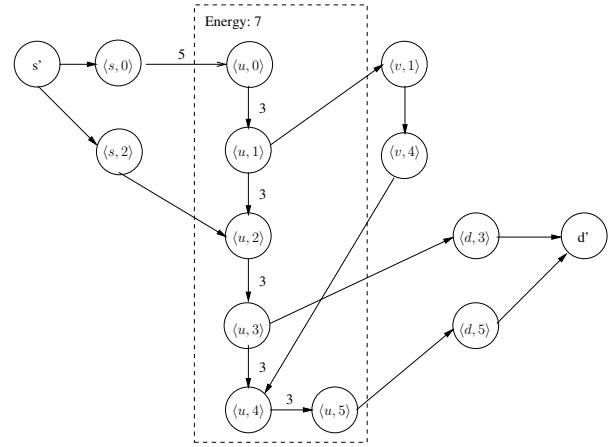 Energy: 7
s'
⟨s, 0⟩
5
⟨u, 0⟩
⟨v, 1⟩
3
⟨s, 2⟩
⟨u, 1⟩
⟨v, 4⟩
3
⟨u, 2⟩
⟨d, 3⟩
d'
3
⟨u, 3⟩
⟨d, 5⟩
3
⟨u, 4⟩
3
⟨u, 5⟩